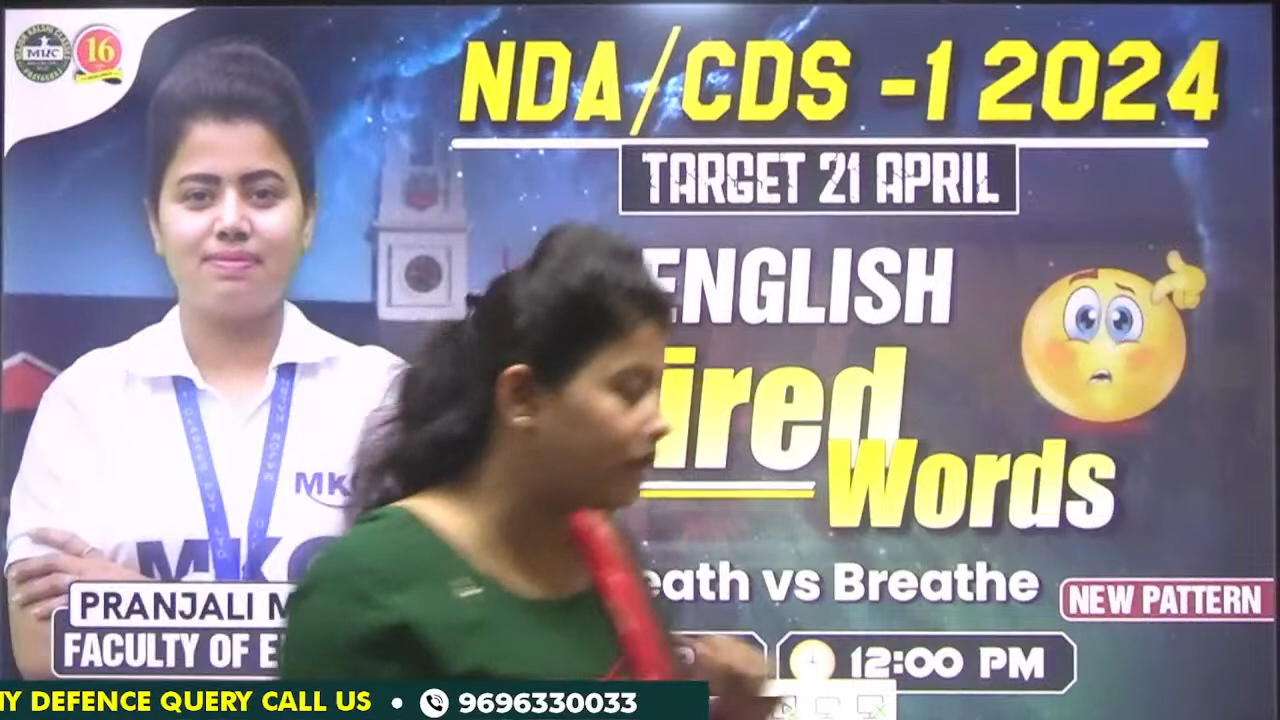 MKC
16
NDA/CDS -1 2024
TARGET 21 APRIL
ENGLISH
ired
Words
eath vs Breathe
NEW PATTERN
12:00 PM
MKC
PRANJALI M
FACULTY OF E
NY DEFENCE QUERY CALL US • 9696330033